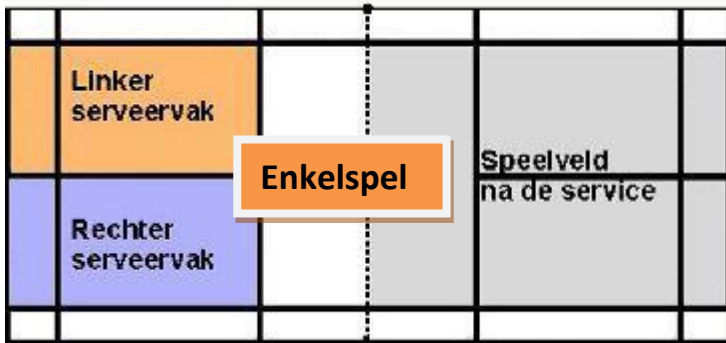 Linker
serveervak
Enkelspel
Speelveld
na de service
Rechter
serveervak